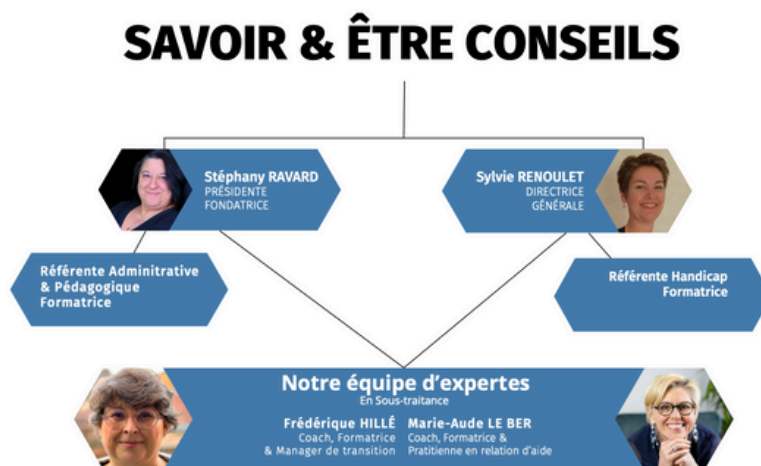 SAVOIR & ÊTRE CONSEILS
Stéphany RAVARD
PRÉSIDENTE
FONDATRICE
Sylvie RENOULET
DIRECTRICE
GÉNÉRALE
Référente Adminitrative
& Pédagogique
Formatrice
Référente Handicap
Formatrice
Notre équipe d’expertes
En Sous-traitance
Frédérique HILLÉ
Coach, Formatrice
& Manager de transition
Marie-Aude LE BER
Coach, Formatrice &
Pratitienne en relation d'aide